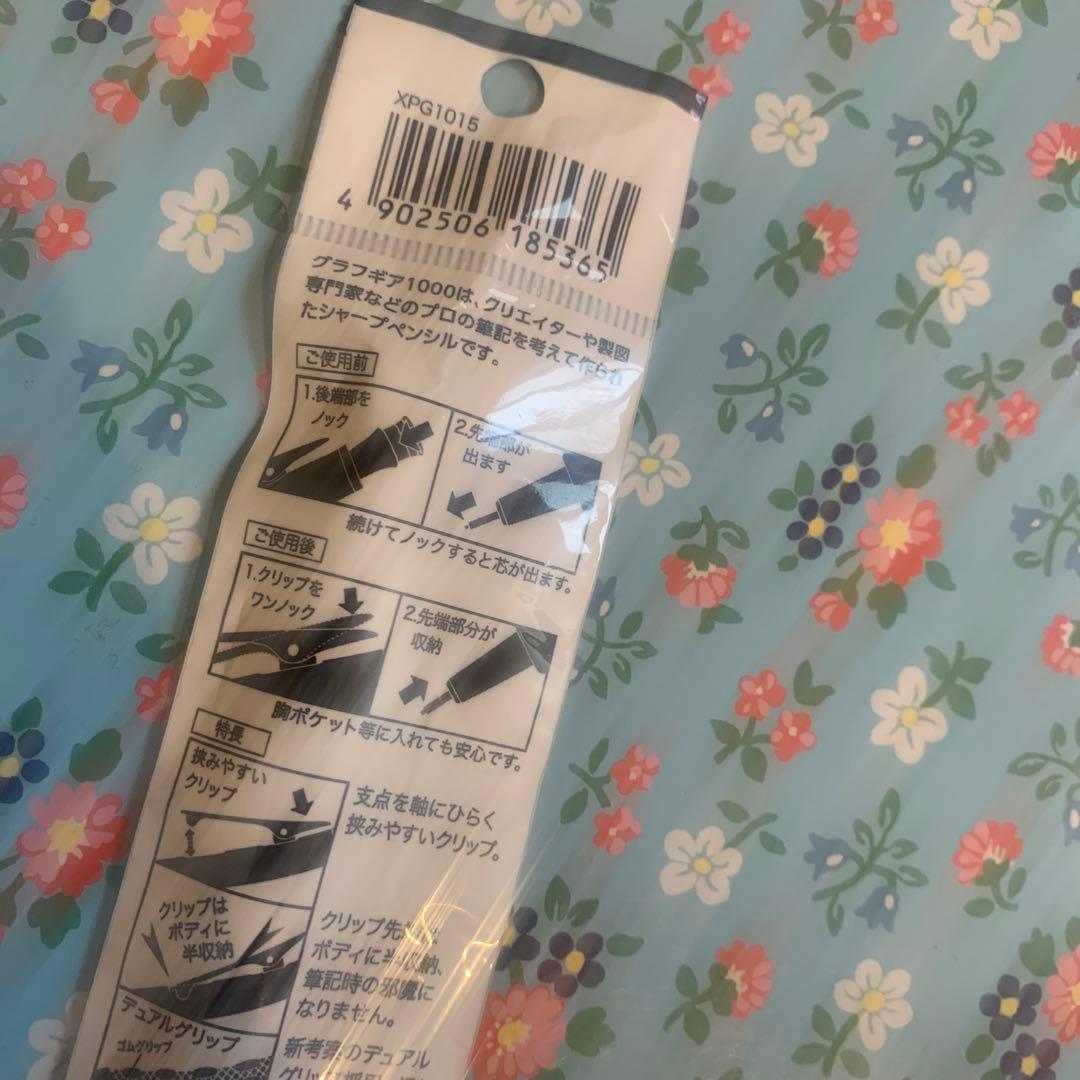 XPG1015
4 902506 185365
グラフギア1000は、クリエイターや製図
専門家などのプロの筆記を考えて作られ
たシャープペンシルです。
ご使用前
1.後端部を
ノック
2.先端部が
出ます
続けてノックすると芯が出ます。
ご使用後
1.クリップを
ワンノック
2.先端部分が
収納
胸ポケット等に入れても安心です。
特長
挟みやすい
クリップ
支点を軸にひらく
挟みやすいクリップ。
クリップは
ボディに
半収納
クリップ先端は
ボディに半収納、
筆記時の邪魔に
なりません。
デュアルグリップ
ゴムグリップ
新考案のデュアル